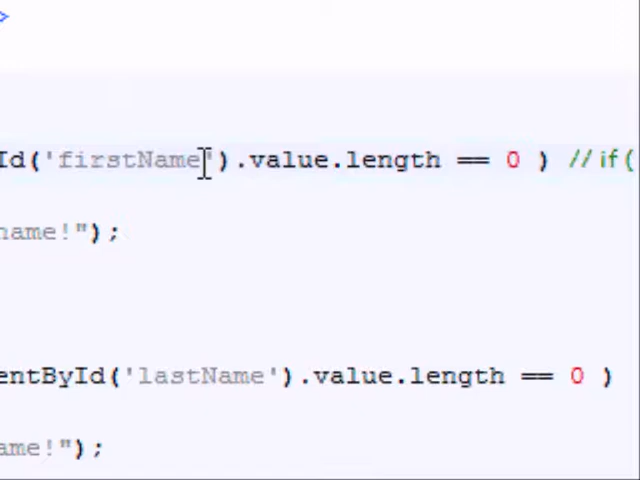 >
Id('firstName').value.length == 0 ) // if (
name!");
entById('lastName').value.length == 0 )
ame!");